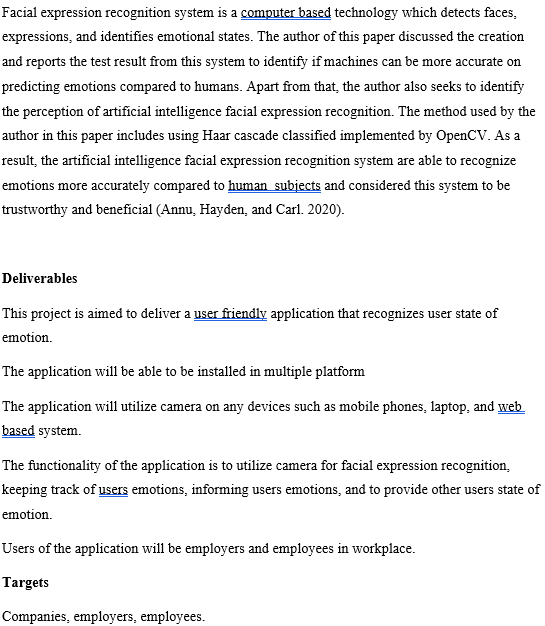 Facial expression recognition system is a computer based technology which detects faces,
expressions, and identifies emotional states. The author of this paper discussed the creation
and reports the test result from this system to identify if machines can be more accurate on
predicting emotions compared to humans. Apart from that, the author also seeks to identify
the perception of artificial intelligence facial expression recognition. The method used by the
author in this paper includes using Haar cascade classified implemented by OpenCV. As a
result, the artificial intelligence facial expression recognition system are able to recognize
emotions more accurately compared to human subjects and considered this system to be
trustworthy and beneficial (Annu, Hayden, and Carl. 2020).
Deliverables
This project is aimed to deliver a user friendly application that recognizes user state of
emotion.
The application will be able to be installed in multiple platform
The application will utilize camera on any devices such as mobile phones, laptop, and web
based system.
The functionality of the application is to utilize camera for facial expression recognition,
keeping track of users emotions, informing users emotions, and to provide other users state of
emotion.
Users of the application will be employers and employees in workplace.
Targets
Companies, employers, employees.